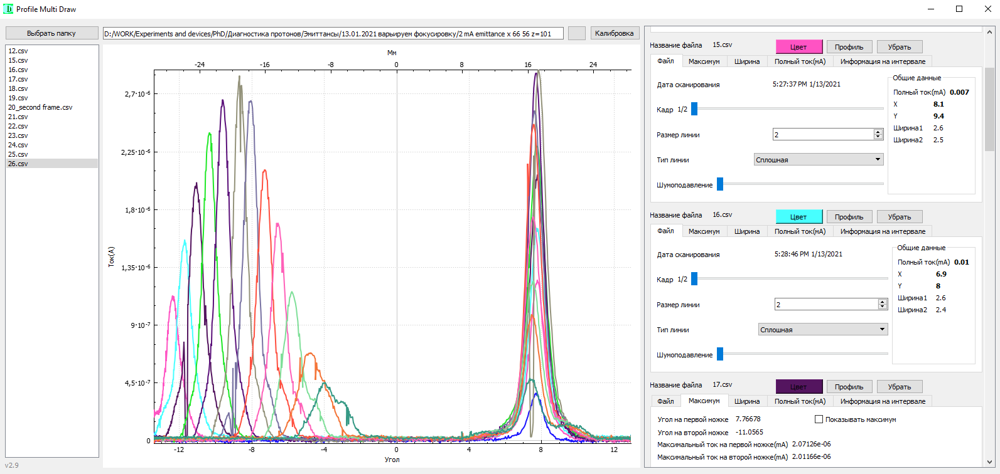 Profile Multi Draw
Выбрать папку
D:/WORK/Experiments and devices/PhD/Диагностика протонов/Эмиттансы/13.01.2021 варьируем фокусировку/2 mA emittance x 66 56 z=101
Калибровка
12.csv
15.csv
16.csv
17.csv
18.csv
19.csv
20_second frame.csv
21.csv
22.csv
23.csv
24.csv
25.csv
26.csv
v2.9
Мм
-24 -16 -8 0 8 16 24
Ток(А)
2,7·10⁻⁶
2,25·10⁻⁶
1,8·10⁻⁶
1,35·10⁻⁶
9·10⁻⁷
4,5·10⁻⁷
0
-12 -8 -4 0 4 8 12
Угол
Название файла 15.csv Цвет Профиль Убрать
Файл Максимум Ширина Полный ток(мА) Информация на интервале
Дата сканирования 5:27:37 PM 1/13/2021
Кадр 1/2
Размер линии 2
Тип линии Сплошная
Шумоподавление
Общие данные
Полный ток(мА) 0.007
X 8.1
Y 9.4
Ширина1 2.6
Ширина2 2.5
Название файла 16.csv Цвет Профиль Убрать
Файл Максимум Ширина Полный ток(мА) Информация на интервале
Дата сканирования 5:28:46 PM 1/13/2021
Кадр 1/2
Размер линии 2
Тип линии Сплошная
Шумоподавление
Общие данные
Полный ток(мА) 0.01
X 6.9
Y 8
Ширина1 2.6
Ширина2 2.4
Название файла 17.csv Цвет Профиль Убрать
Файл Максимум Ширина Полный ток(мА) Информация на интервале
Угол на первой ножке 7.76678 Показывать максимум
Угол на второй ножке -11.0565
Максимальный ток на первой ножке(мА) 2.07126e-06
Максимальный ток на второй ножке(мА) 2.01166e-06